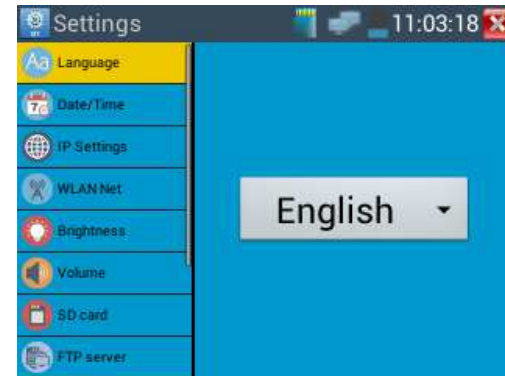 Settings
11:03:18
Language
Date/Time
IP Settings
WLAN Net
Brightness
Volume
SD card
FTP server
English